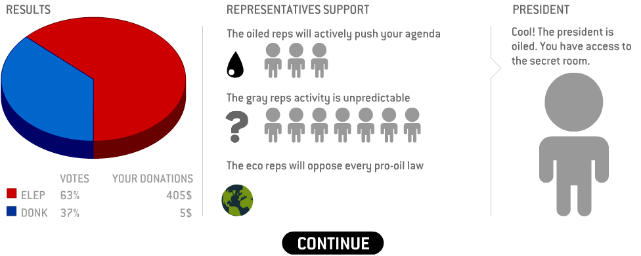 RESULTS
VOTES YOUR DONATIONS
ELEP 63% 405$
DONK 37% 5$
REPRESENTATIVES SUPPORT
The oiled reps will actively push your agenda
The gray reps activity is unpredictable
?
The eco reps will oppose every pro-oil law
PRESIDENT
Cool! The president is
oiled. You have access to
the secret room.
CONTINUE